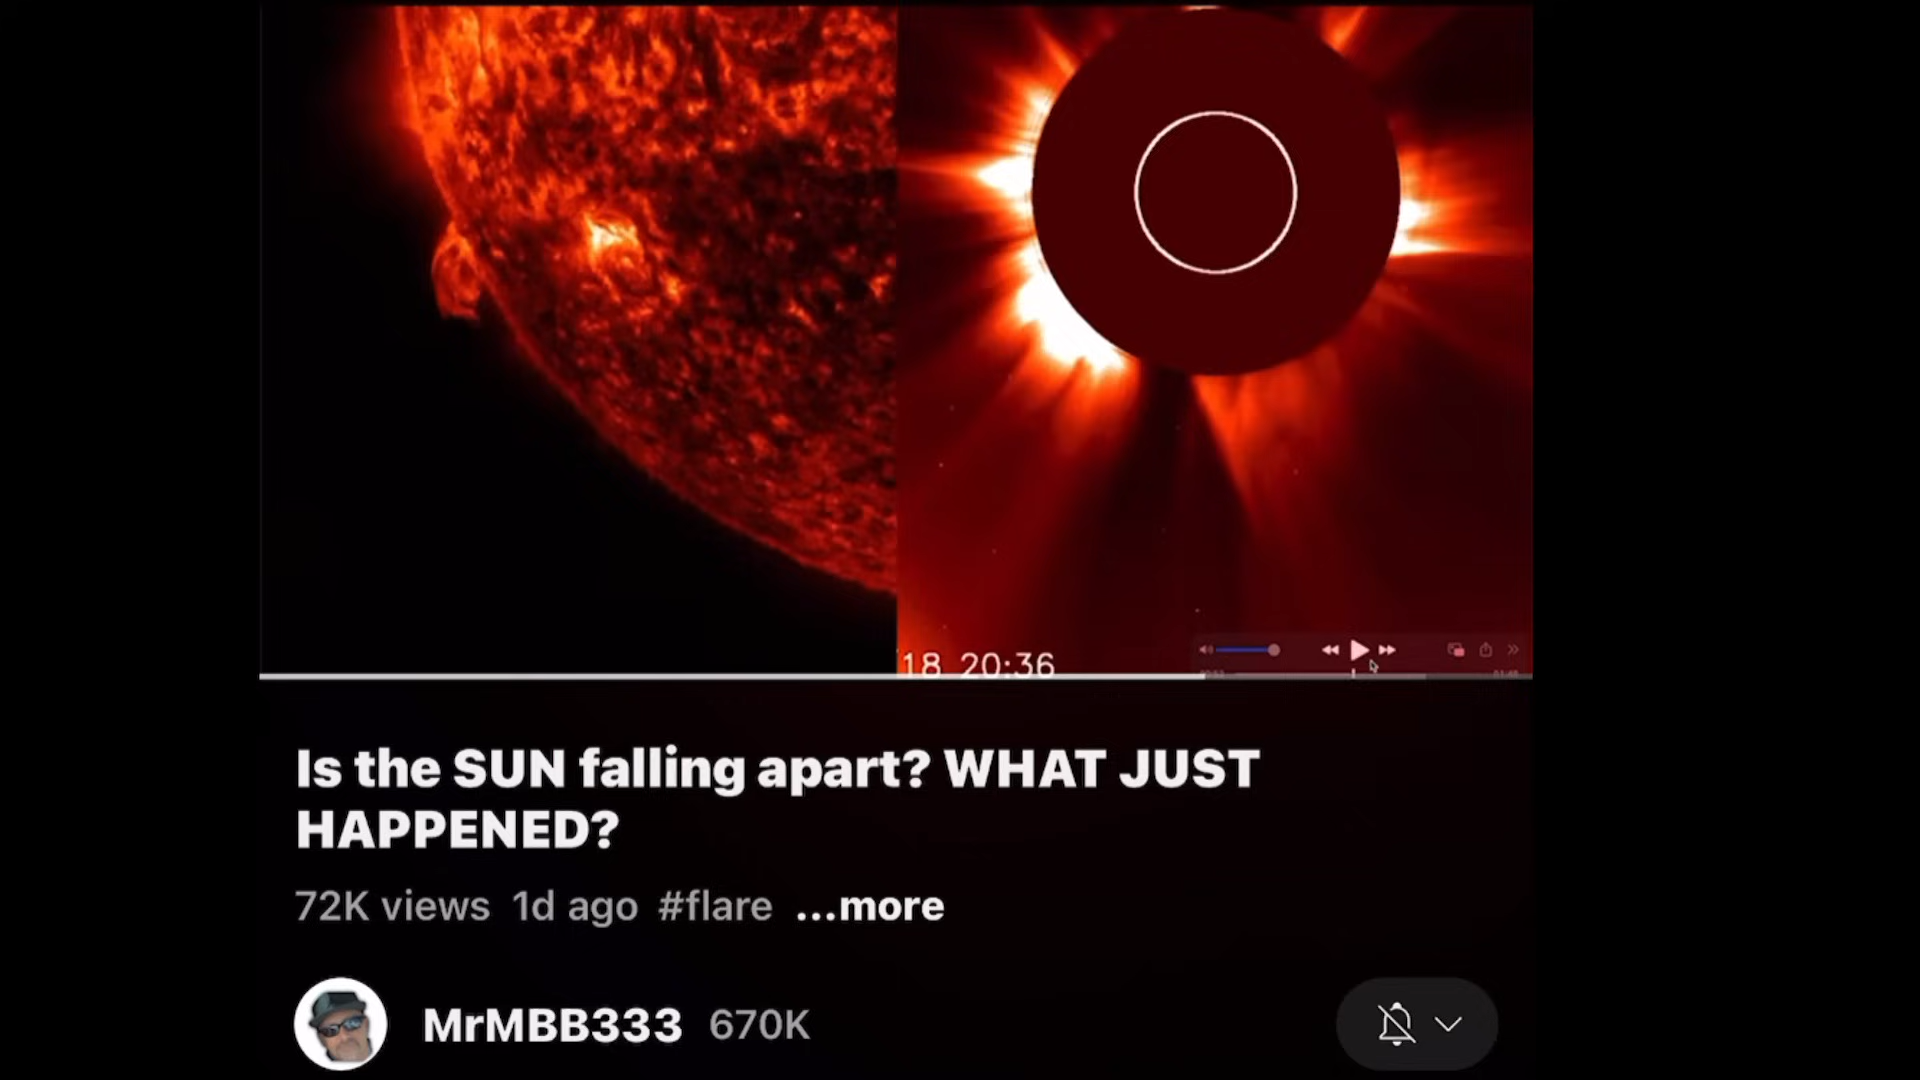 18 20:36
Is the SUN falling apart? WHAT JUST
HAPPENED?
72K views 1d ago #flare ...more
MrMBB333 670K